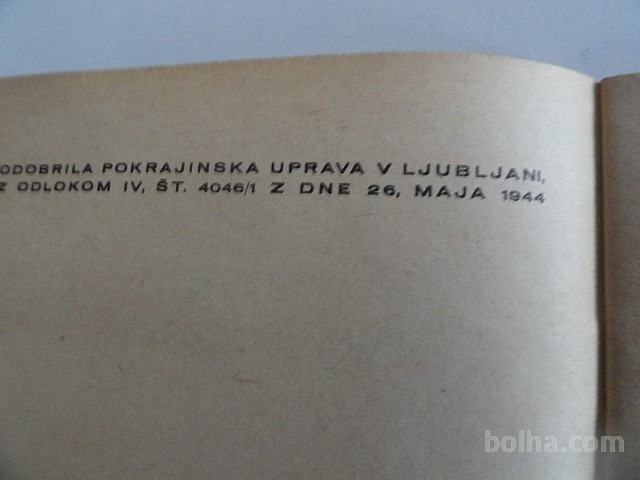 ODOBRILA POKRAJINSKA UPRAVA V LJUBLJANI,
Z ODLOKOM IV, ŠT. 4046/1 Z DNE 26, MAJA 1944
bolha.com